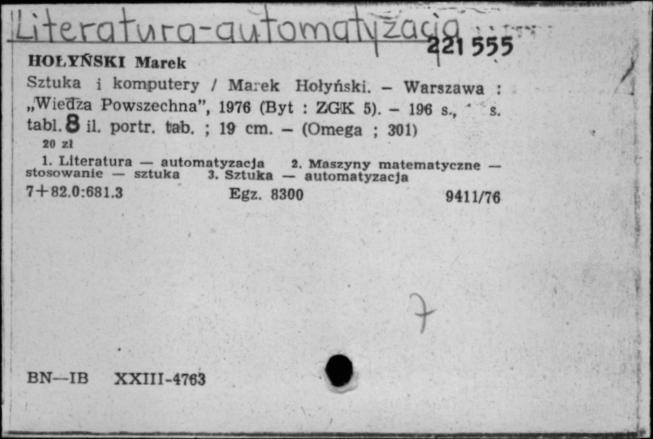 Literatura-automatyzacja
221 555
HOŁYŃSKI Marek
Sztuka i komputery / Marek Hołyński. — Warszawa :
„Wiedza Powszechna”, 1976 (Byt : ZGK 5). — 196 s., s.
tabl. 8 il. portr. tab. ; 19 cm. — (Omega ; 301)
20 zł
1. Literatura — automatyzacja 2. Maszyny matematyczne —
stosowanie — sztuka 3. Sztuka — automatyzacja
7+82.0:681.3 Egz. 8300 9411/76
7
BN—IB XXIII-4763